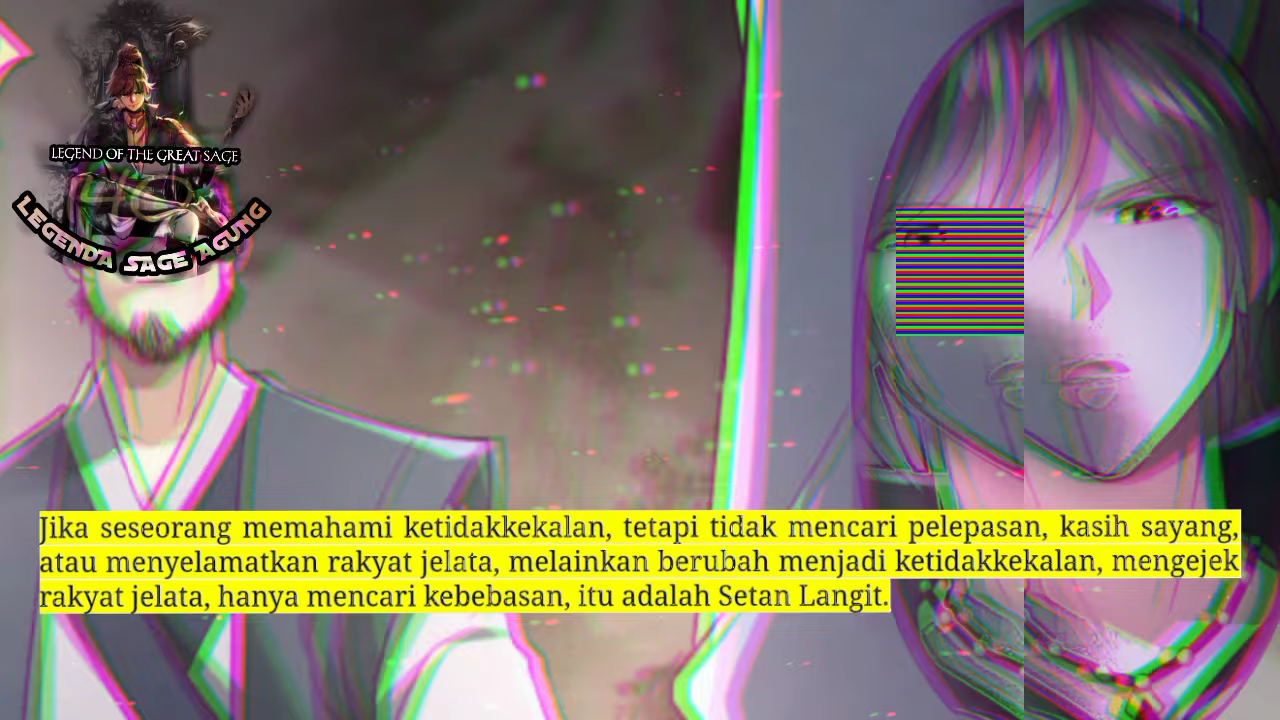 LEGEND OF THE GREAT SAGE
LEGENDA SAGE AGUNG
Jika seseorang memahami ketidakkekalan, tetapi tidak mencari pelepasan, kasih sayang,
atau menyelamatkan rakyat jelata, melainkan berubah menjadi ketidakkekalan, mengejek
rakyat jelata, hanya mencari kebebasan, itu adalah Setan Langit.